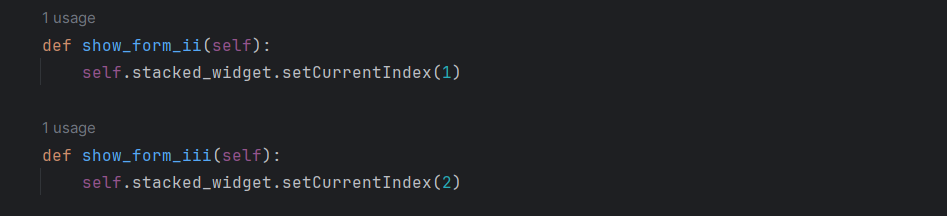 1 usage
def show_form_ii(self):
    self.stacked_widget.setCurrentIndex(1)
1 usage
def show_form_iii(self):
    self.stacked_widget.setCurrentIndex(2)